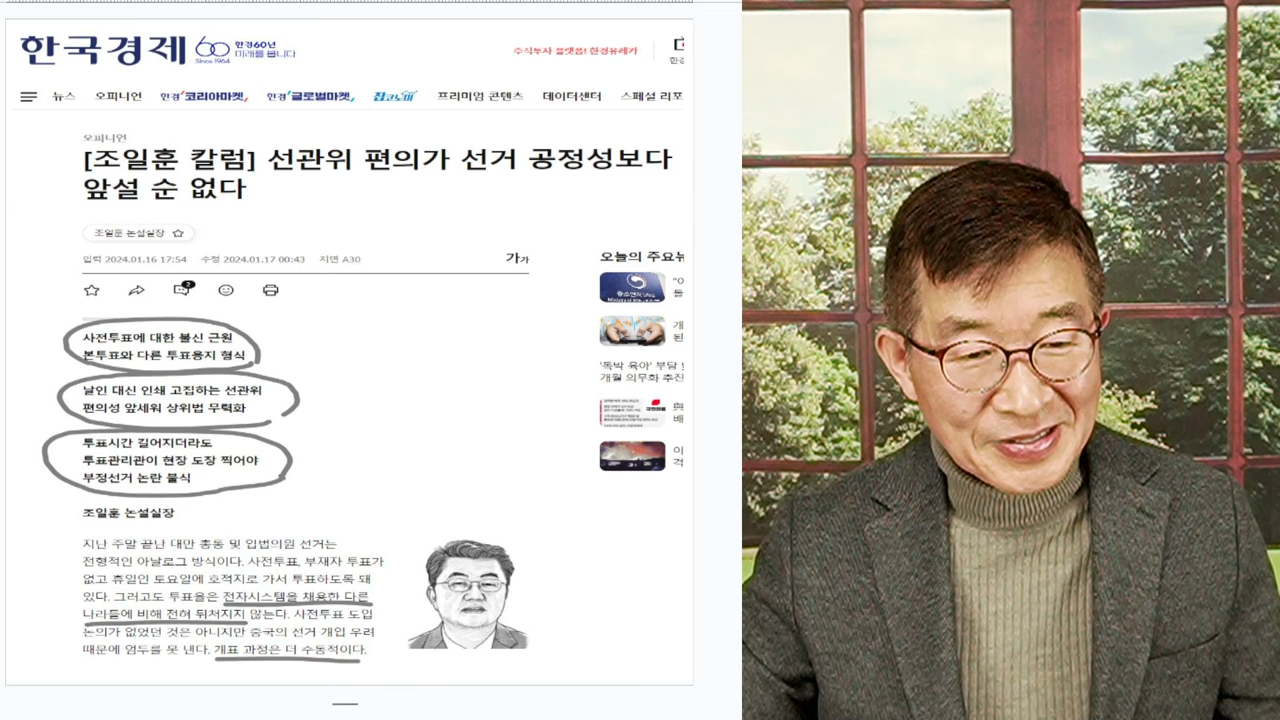 한국경제 60 Since 1964 한경60년 미래를 봅니다
주식투자 플랫폼! 한경유레카
뉴스 오피니언 한경 코리아마켓 한경 글로벌마켓 집코노미 프리미엄 콘텐츠 데이터센터 스페셜 리포
오피니언
[조일훈 칼럼] 선관위 편의가 선거 공정성보다
앞설 순 없다
조일훈 논설실장
입력 2024.01.16 17:54 수정 2024.01.17 00:43 지면 A30
가가
2
사전투표에 대한 불신 근원
본투표와 다른 투표용지 형식
날인 대신 인쇄 고집하는 선관위
편의성 앞세워 상위법 무력화
투표시간 길어지더라도
투표관리관이 현장 도장 찍어야
부정선거 논란 불식
조일훈 논설실장
지난 주말 끝난 대만 총통 및 입법의원 선거는
전형적인 아날로그 방식이다. 사전투표, 부재자 투표가
없고 휴일인 토요일에 호적지로 가서 투표하도록 돼
있다. 그러고도 투표율은 전자시스템을 채용한 다른
나라들에 비해 전혀 뒤처지지 않는다. 사전투표 도입
논의가 없었던 것은 아니지만 중국의 선거 개입 우려
때문에 엄두를 못 낸다. 개표 과정은 더 수동적이다.
오늘의 주요뉴
'독박 육아' 부담
개월 의무화 추진